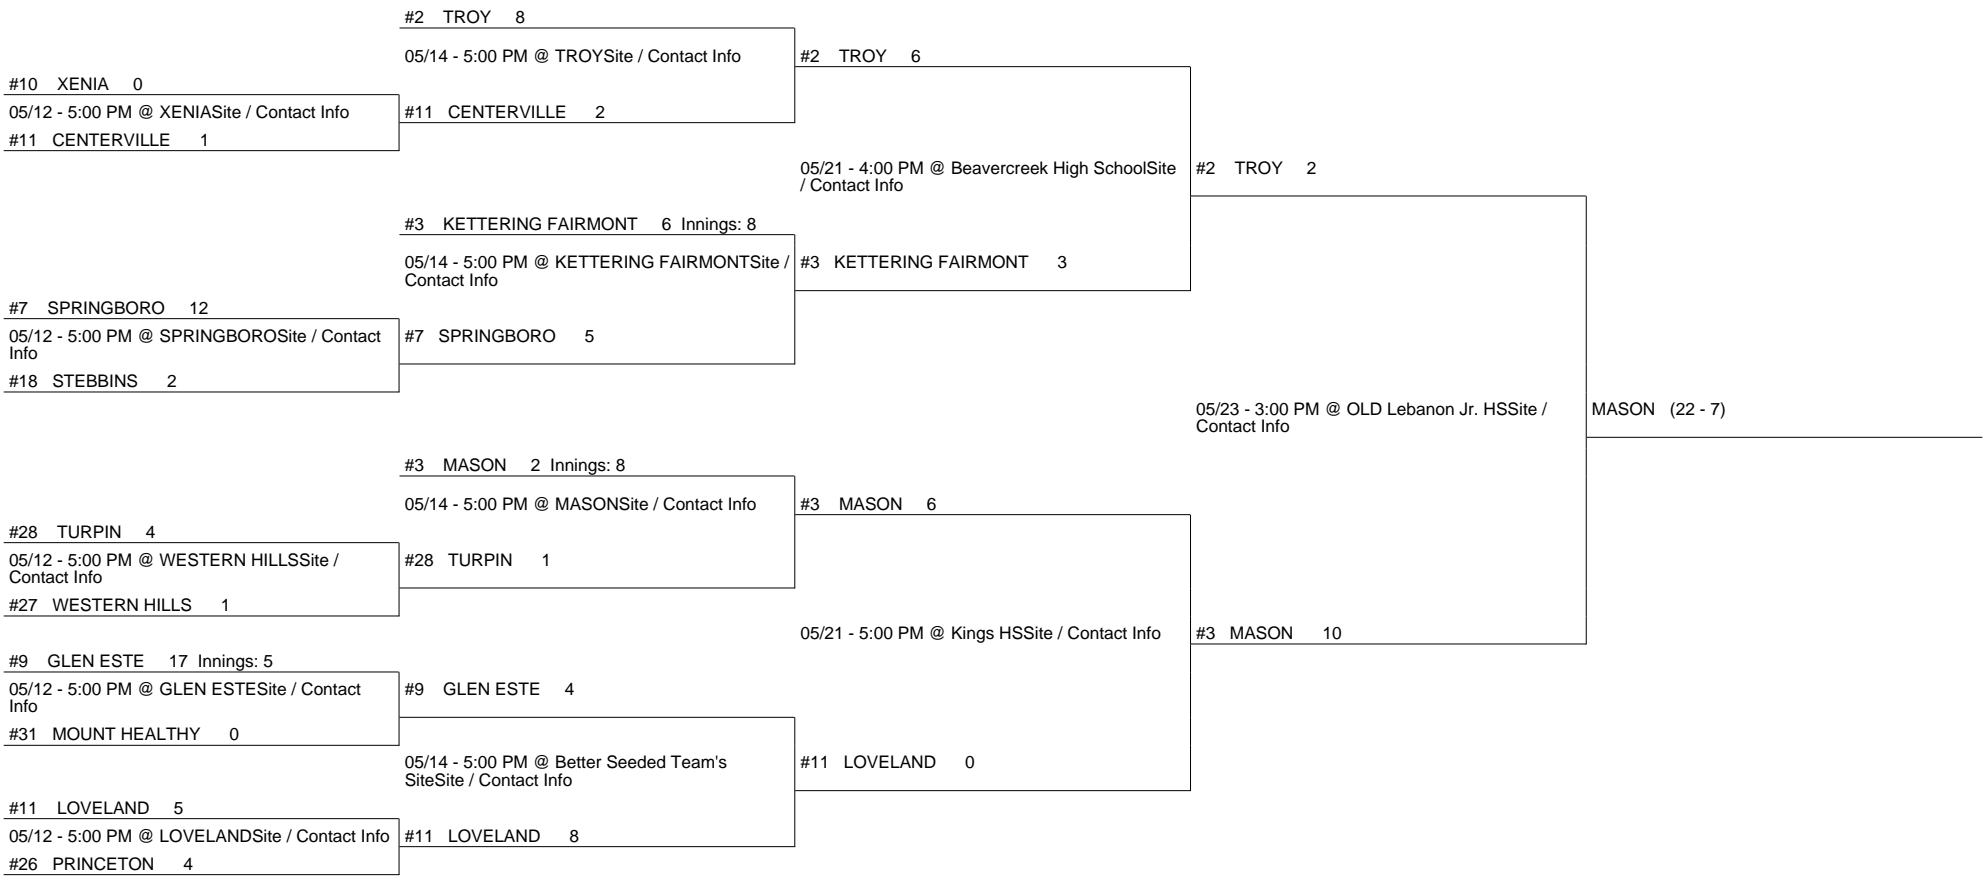 #2 TROY 8
05/14 - 5:00 PM @ TROYSite / Contact Info
#2 TROY 6
#10 XENIA 0
05/12 - 5:00 PM @ XENIASite / Contact Info
#11 CENTERVILLE 2
#11 CENTERVILLE 1
05/21 - 4:00 PM @ Beavercreek High SchoolSite
/ Contact Info
#2 TROY 2
#3 KETTERING FAIRMONT 6 Innings: 8
05/14 - 5:00 PM @ KETTERING FAIRMONTSite /
Contact Info
#3 KETTERING FAIRMONT 3
#7 SPRINGBORO 12
05/12 - 5:00 PM @ SPRINGBOROSite / Contact
Info
#7 SPRINGBORO 5
#18 STEBBINS 2
05/23 - 3:00 PM @ OLD Lebanon Jr. HSSite /
Contact Info
MASON (22 - 7)
#3 MASON 2 Innings: 8
05/14 - 5:00 PM @ MASONSite / Contact Info
#3 MASON 6
#28 TURPIN 4
05/12 - 5:00 PM @ WESTERN HILLSSite /
Contact Info
#28 TURPIN 1
#27 WESTERN HILLS 1
05/21 - 5:00 PM @ Kings HSSite / Contact Info
#3 MASON 10
#9 GLEN ESTE 17 Innings: 5
05/12 - 5:00 PM @ GLEN ESTESite / Contact
Info
#9 GLEN ESTE 4
#31 MOUNT HEALTHY 0
05/14 - 5:00 PM @ Better Seeded Team's
SiteSite / Contact Info
#11 LOVELAND 0
#11 LOVELAND 5
05/12 - 5:00 PM @ LOVELANDSite / Contact Info
#11 LOVELAND 8
#26 PRINCETON 4